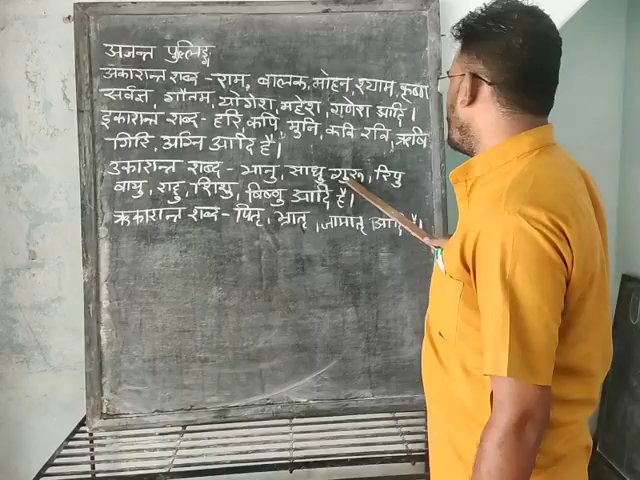 अजन्त पुल्लिङ्ग
अकारान्त शब्द - राम, बालक, मोहन, श्याम, कृष्ण
सर्वज्ञ, गौतम, योगेश, महेश, गणेश आदि।
इकारान्त शब्द - हरि कपि, मुनि, कवि रवि, ऋषि
गिरि, अग्नि आदि हैं।
उकारान्त शब्द - भानु, साधु गुरू, रिपु
वायु, राहु, शिशु, विष्णु आदि हैं।
ऋकारान्त शब्द - पितृ, भ्रातृ, जामातृ आदि हैं।